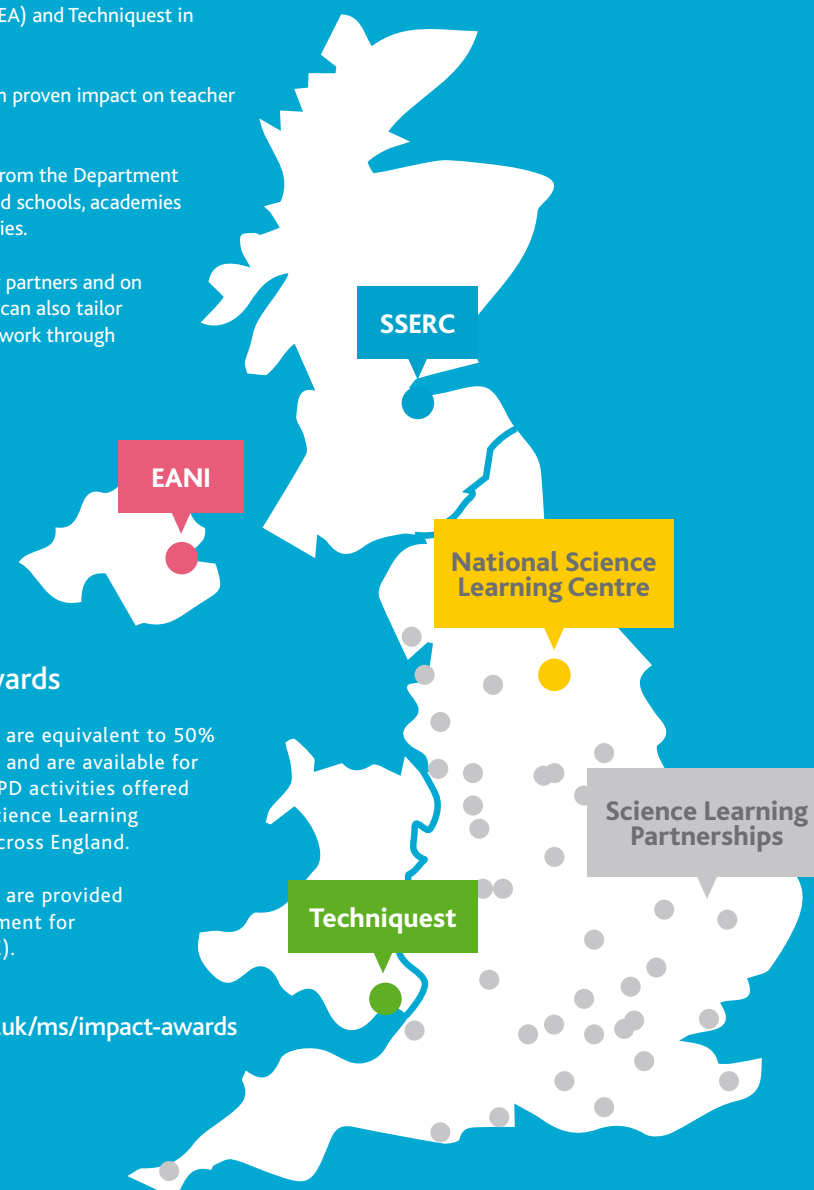 EA) and Techniquest in
n proven impact on teacher
rom the Department
d schools, academies
ies.
partners and on
can also tailor
work through
SSERC
EANI
National Science
Learning Centre
vards
are equivalent to 50%
and are available for
PD activities offered
cience Learning
cross England.
are provided
ment for
).
.uk/ms/impact-awards
Science Learning
Partnerships
Techniquest